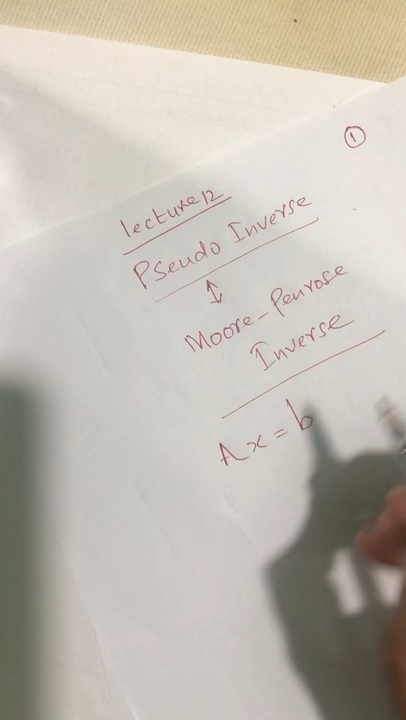 ①
lecture 12
Pseudo Inverse
↕
Moore-Penrose
Inverse
Ax = b